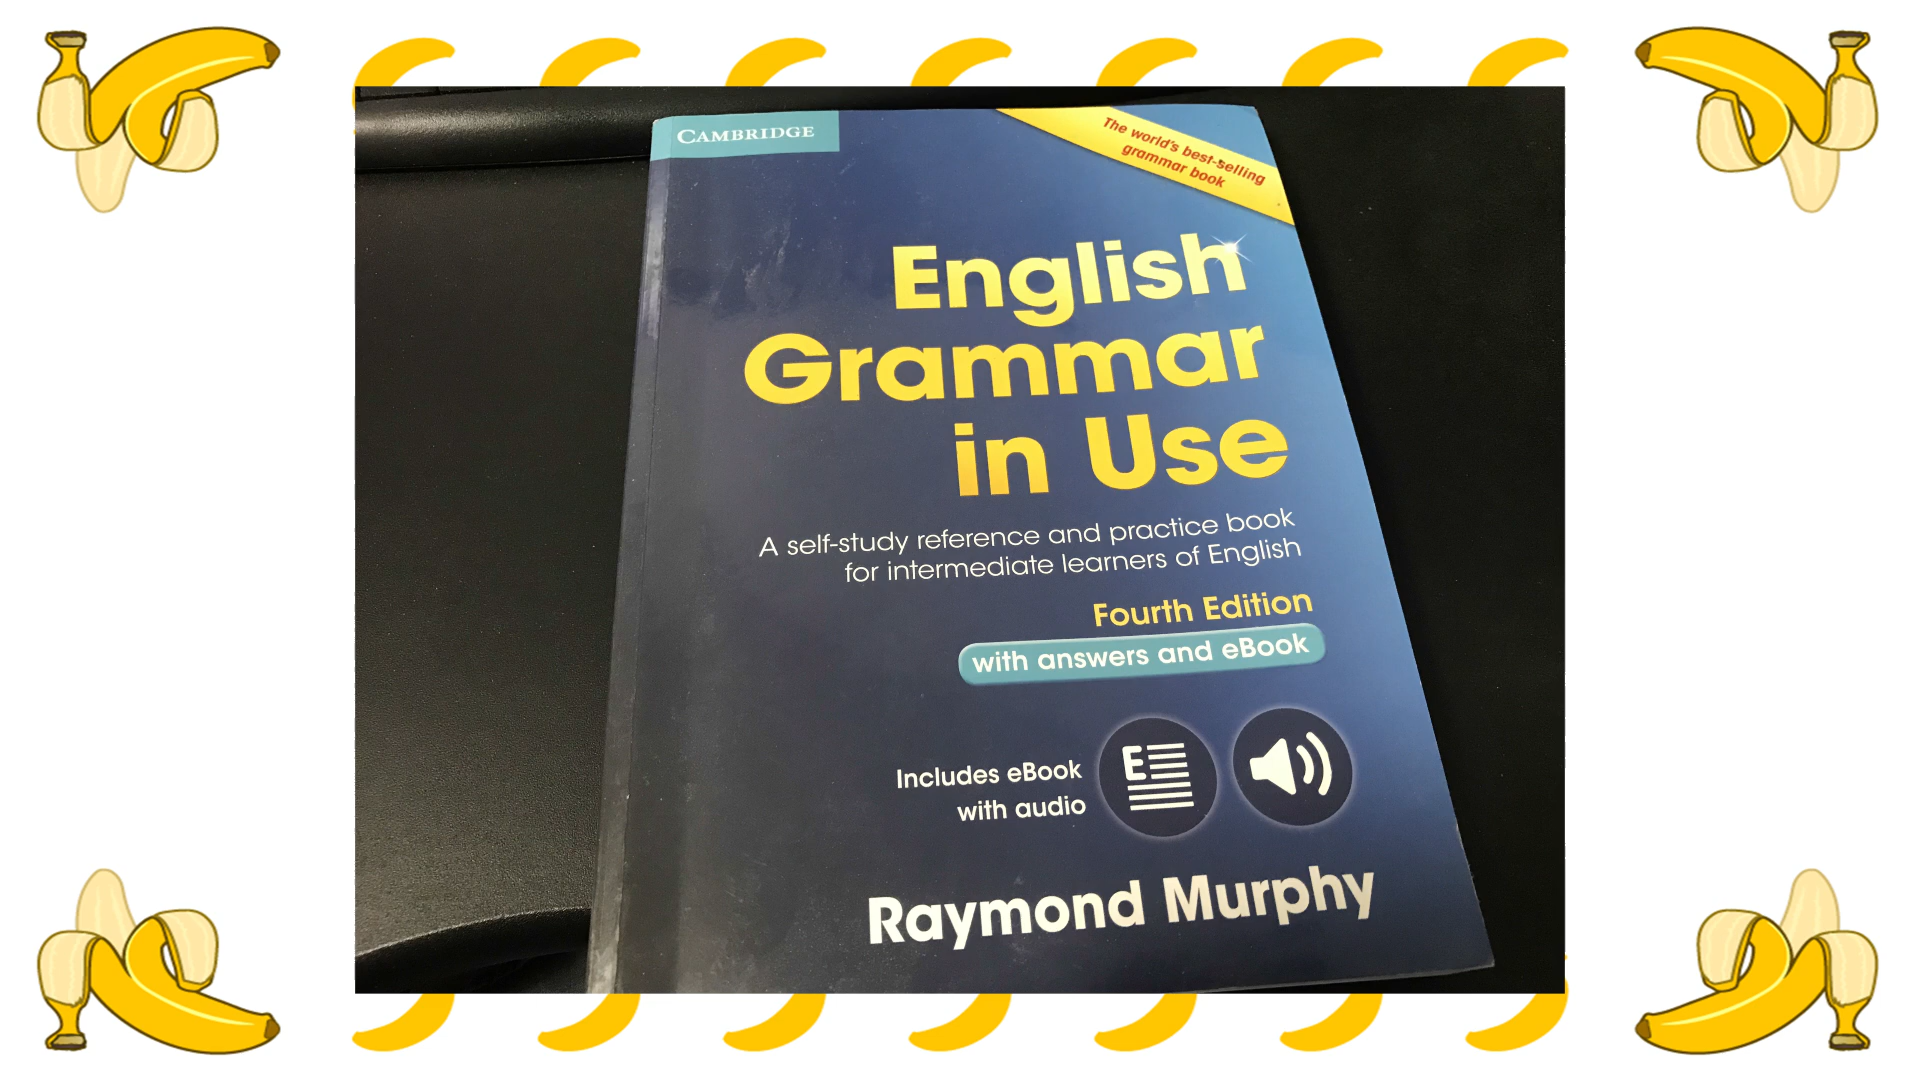 CAMBRIDGE
The world's best-selling
grammar book
English
Grammar
in Use
A self-study reference and practice book
for intermediate learners of English
Fourth Edition
with answers and eBook
Includes eBook
with audio
E
Raymond Murphy